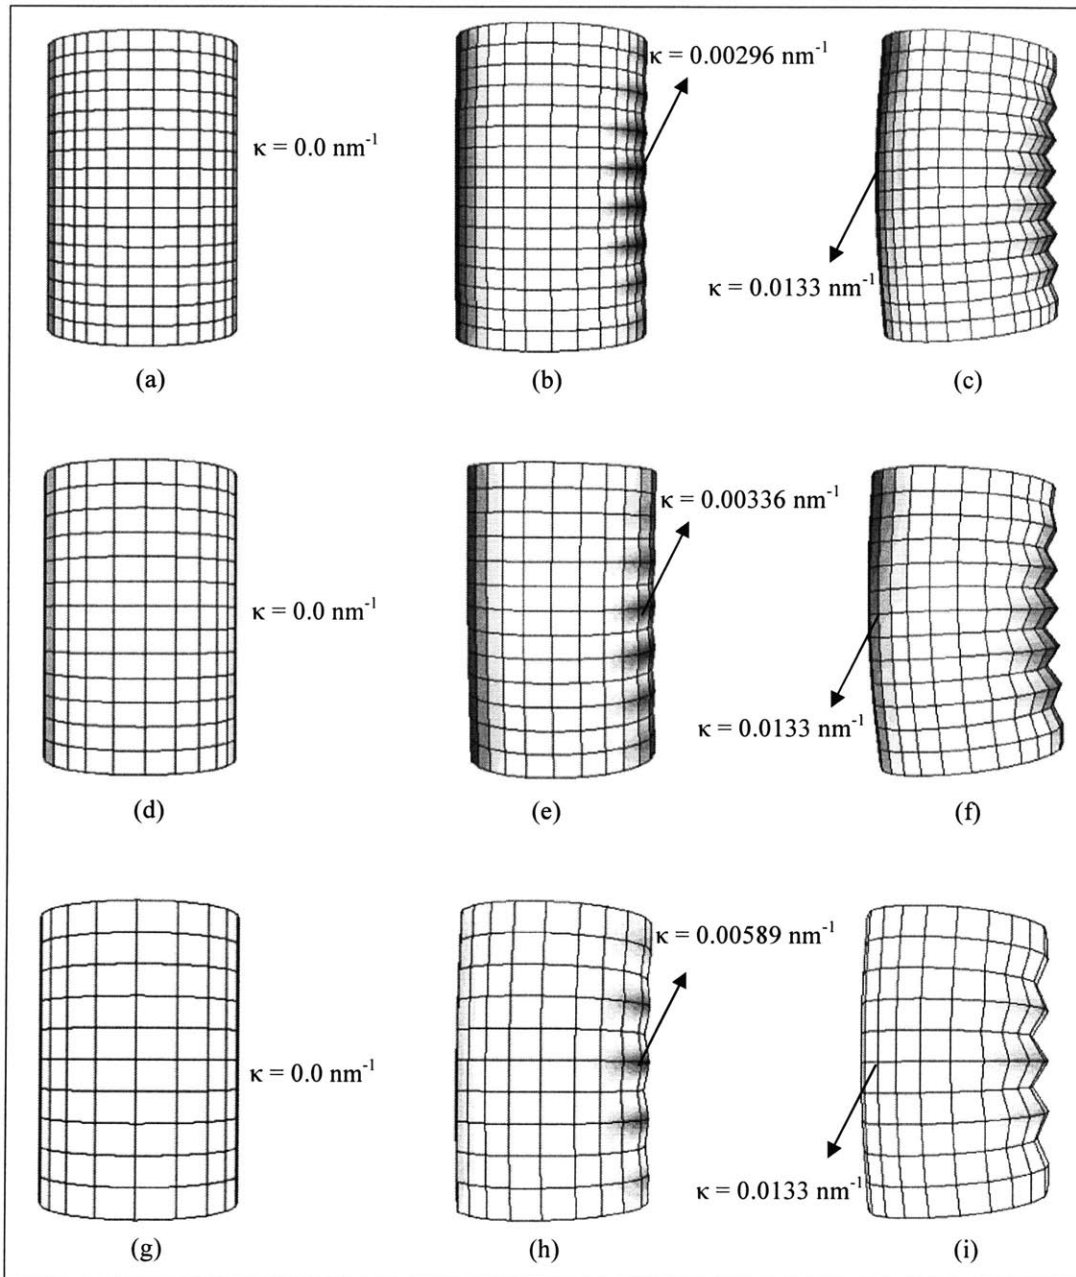 κ = 0.00296 nm⁻¹
κ = 0.0 nm⁻¹
κ = 0.0133 nm⁻¹
(a)
(b)
(c)
κ = 0.00336 nm⁻¹
κ = 0.0 nm⁻¹
κ = 0.0133 nm⁻¹
(d)
(e)
(f)
κ = 0.00589 nm⁻¹
κ = 0.0 nm⁻¹
κ = 0.0133 nm⁻¹
(g)
(h)
(i)